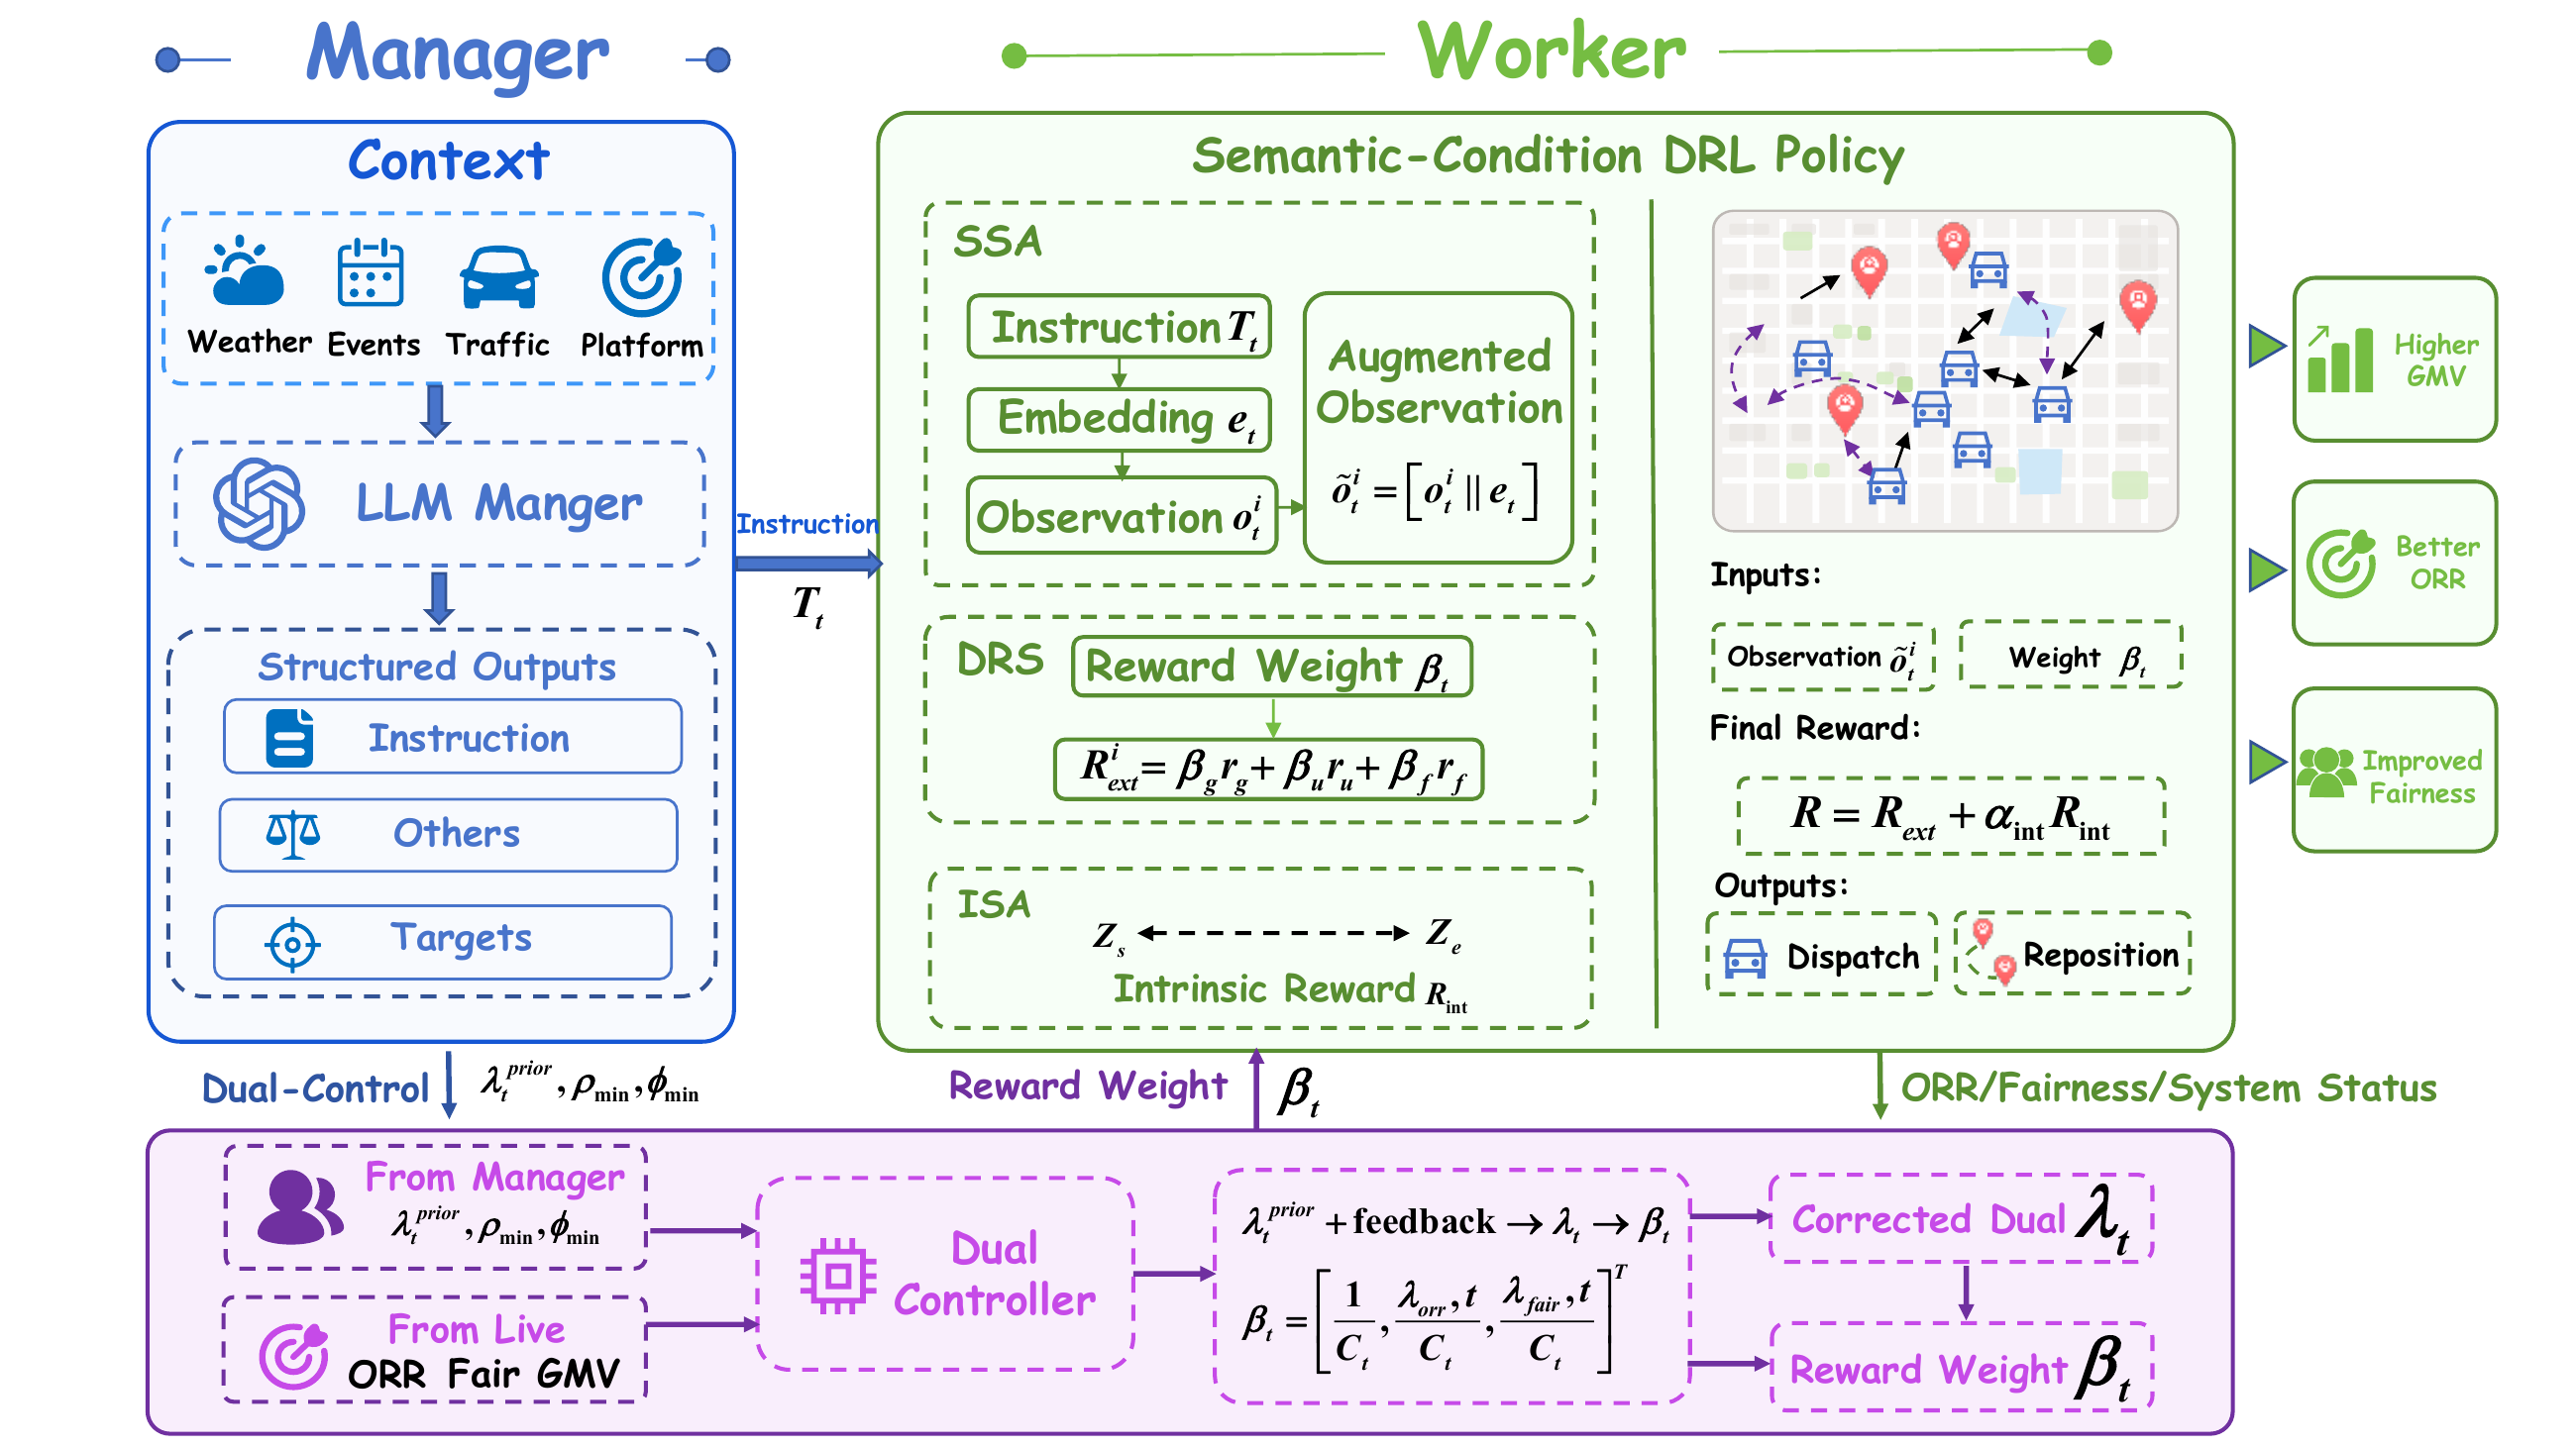 Manager
Worker
Context
Weather
Events
Traffic
Platform
LLM Manger
Structured Outputs
Instruction
Others
Targets
Instruction
T_t
Semantic-Condition DRL Policy
SSA
Instruction T_t
Embedding e_t
Observation o_t^i
Augmented
Observation
õ_t^i = [o_t^i || e_t]
DRS
Reward Weight β_t
R_ext^i = β_g r_g + β_u r_u + β_f r_f
ISA
Z_s
Z_e
Intrinsic Reward R_int
Inputs:
Observation õ_t^i
Weight β_t
Final Reward:
R = R_ext + α_int R_int
Outputs:
Dispatch
Reposition
Higher
GMV
Better
ORR
Improved
Fairness
Dual-Control
λ_t^prior, ρ_min, ϕ_min
Reward Weight
β_t
ORR/Fairness/System Status
From Manager
λ_t^prior, ρ_min, ϕ_min
From Live
ORR Fair GMV
Dual
Controller
λ_t^prior + feedback → λ_t → β_t
β_t = [1/C_t, λ_orr,t/C_t, λ_fair,t/C_t]^T
Corrected Dual λ_t
Reward Weight β_t